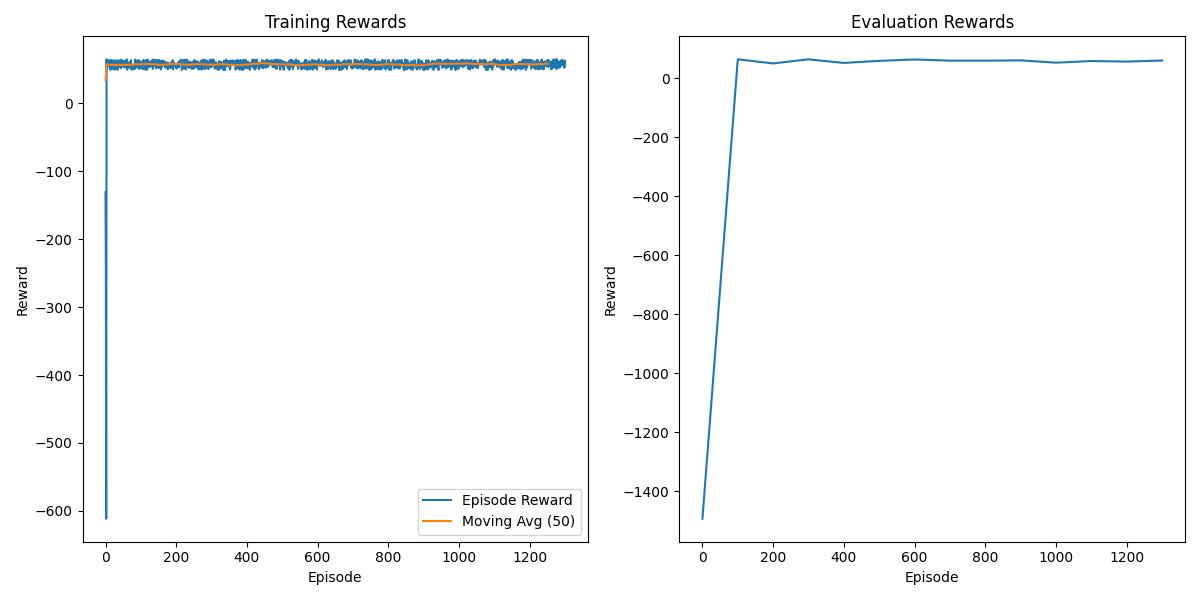 Training Rewards
Reward
0
−100
−200
−300
−400
−500
−600
Episode Reward
Moving Avg (50)
0 200 400 600 800 1000 1200
Episode
Evaluation Rewards
Reward
0
−200
−400
−600
−800
−1000
−1200
−1400
0 200 400 600 800 1000 1200
Episode